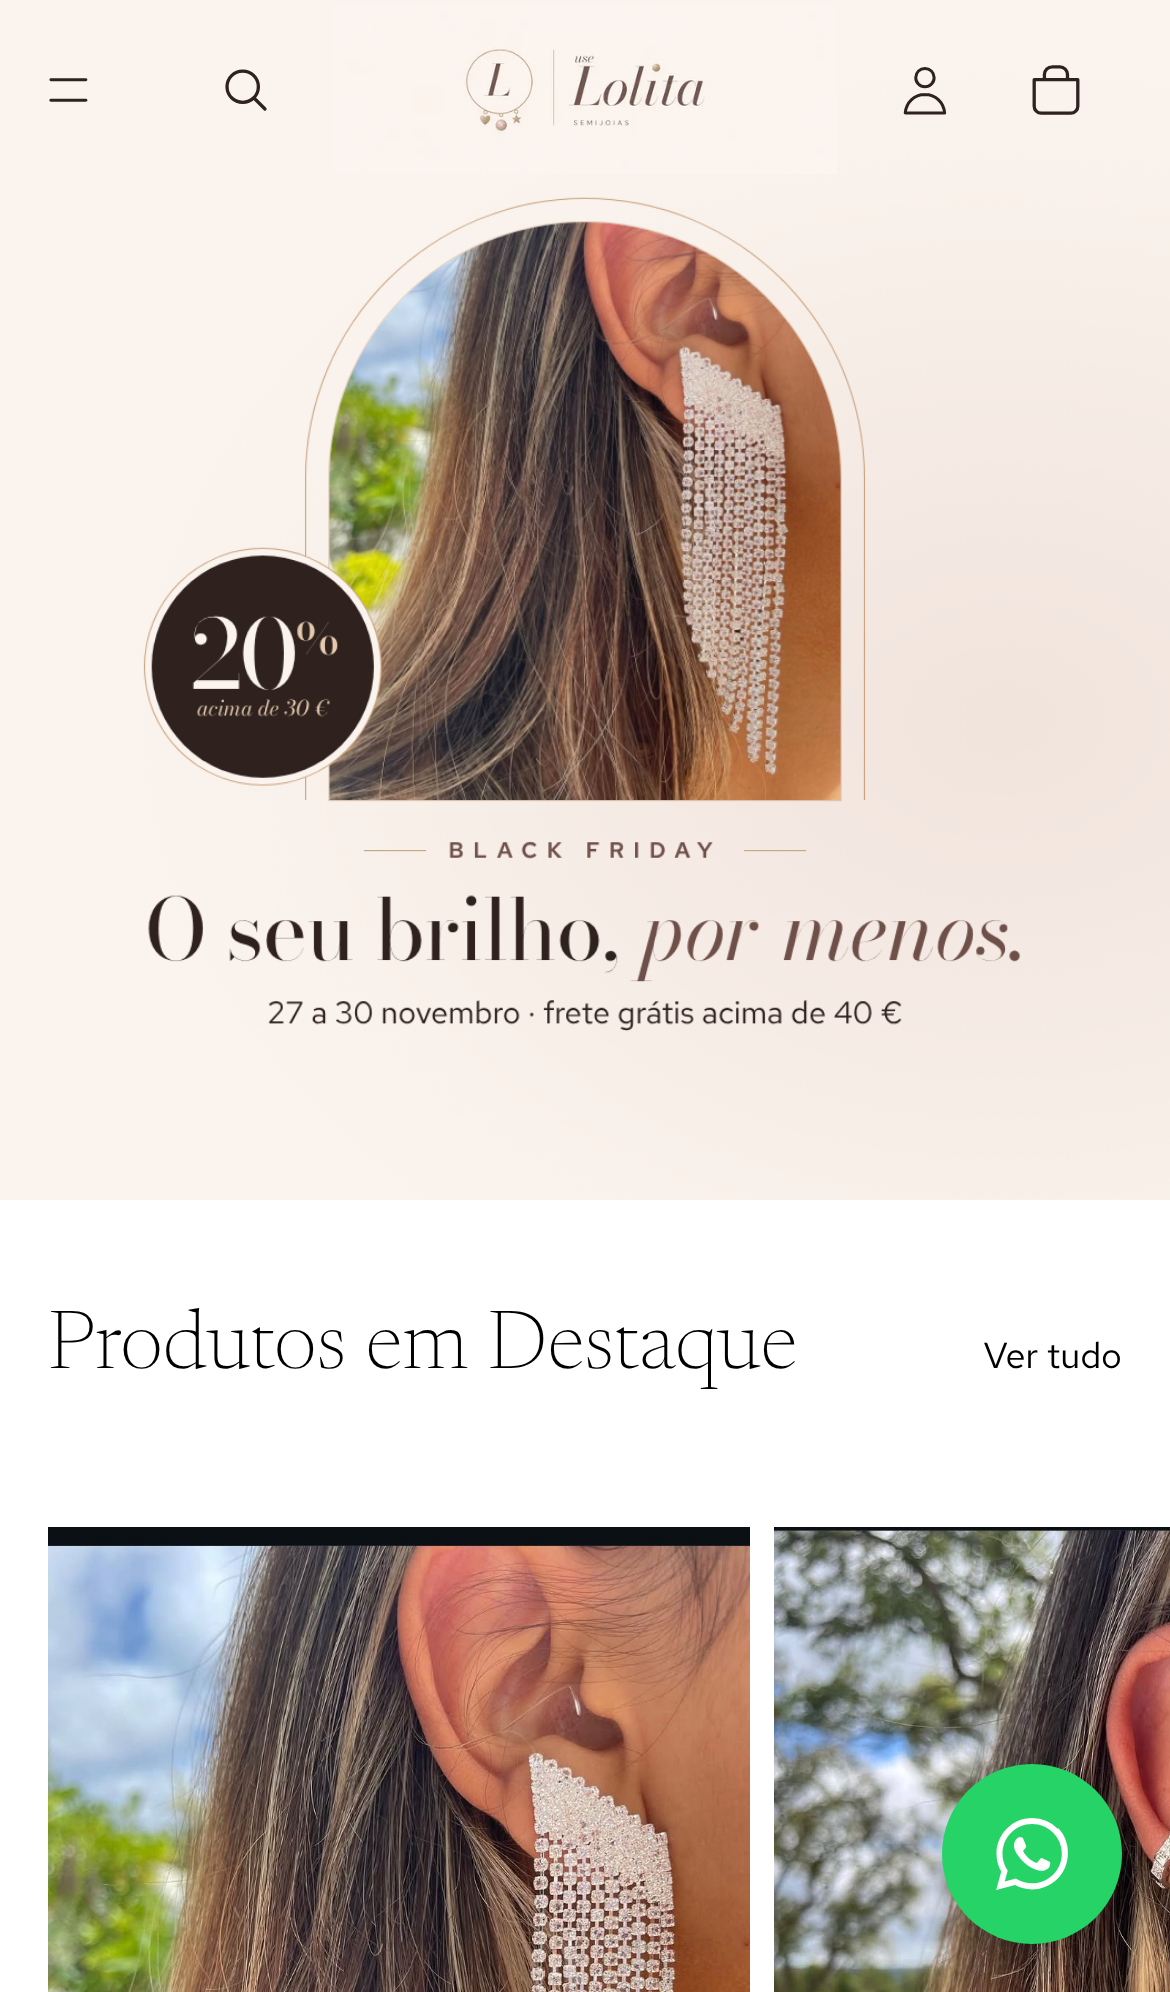 L
use
Lolita
SEMIJOIAS
20%
acima de 30 €
BLACK FRIDAY
O seu brilho, por menos.
27 a 30 novembro · frete grátis acima de 40 €
Produtos em Destaque
Ver tudo